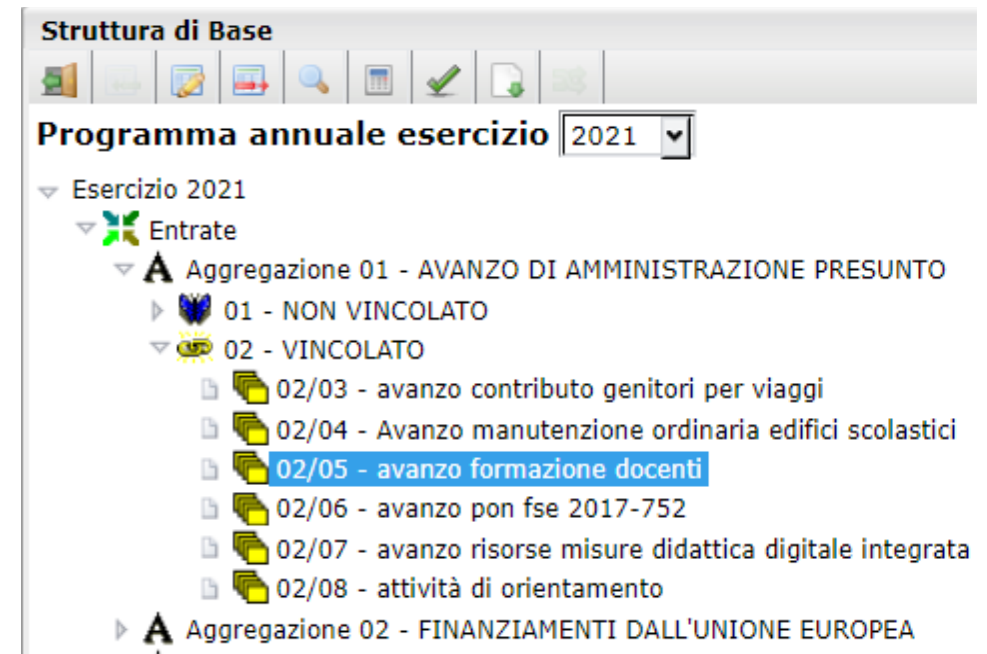 Struttura di Base
Programma annuale esercizio 2021
Esercizio 2021
Entrate
A Aggregazione 01 - AVANZO DI AMMINISTRAZIONE PRESUNTO
01 - NON VINCOLATO
02 - VINCOLATO
02/03 - avanzo contributo genitori per viaggi
02/04 - Avanzo manutenzione ordinaria edifici scolastici
02/05 - avanzo formazione docenti
02/06 - avanzo pon fse 2017-752
02/07 - avanzo risorse misure didattica digitale integrata
02/08 - attività di orientamento
A Aggregazione 02 - FINANZIAMENTI DALL'UNIONE EUROPEA